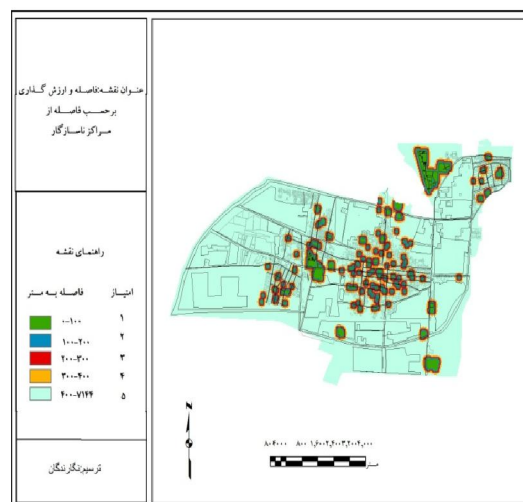 عنوان نقشه:فاصله و ارزش گذاری
برحسب فاصله از
مراکز ناسازگار
راهنمای نقشه
امتیاز فاصله به متر
۱ ۰-۱۰۰
۲ ۱۰۰-۲۰۰
۳ ۲۰۰-۳۰۰
۴ ۳۰۰-۴۰۰
۵ ۴۰۰-۷۱۴۴
ترسیم:نگارندگان
N
متر